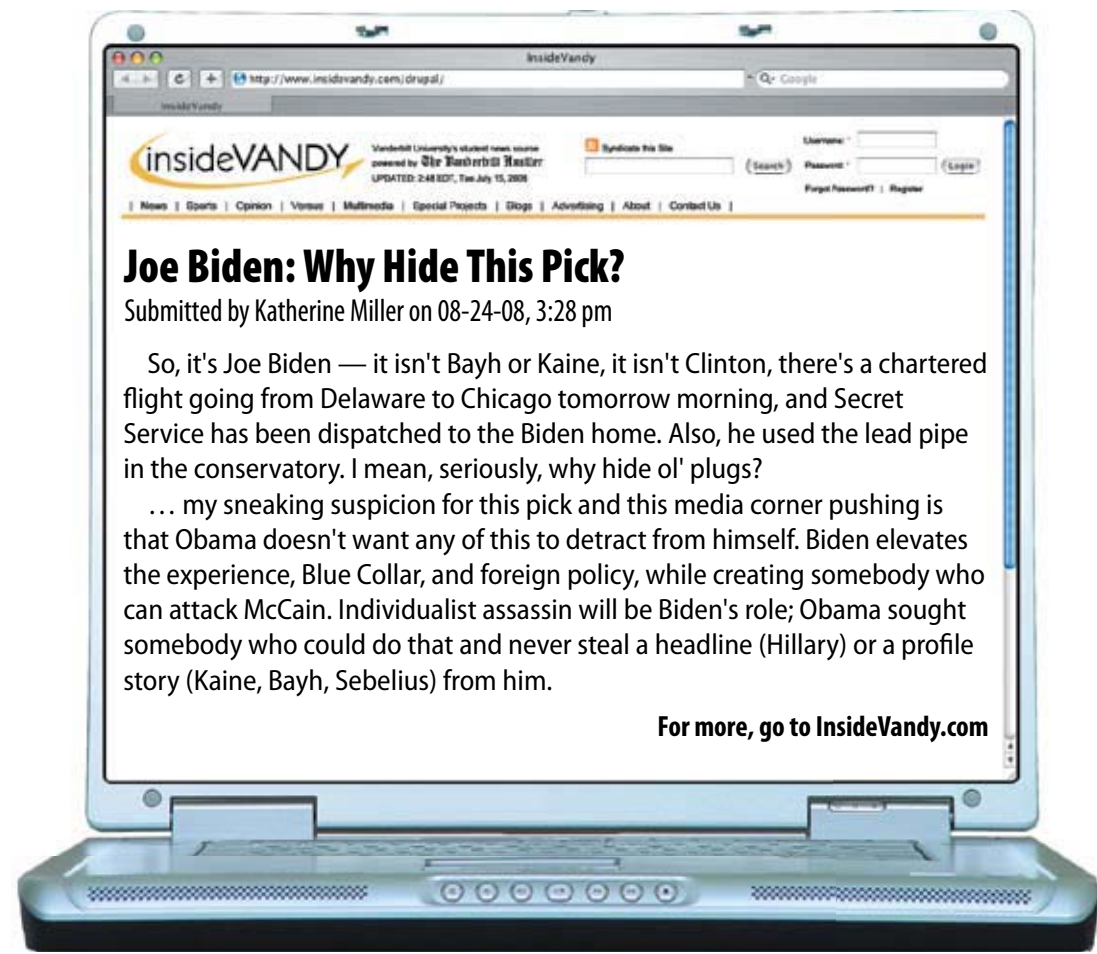 InsideVandy
http://www.insidevandy.com/drupal/
Google
InsideVandy
insideVANDY
Vanderbilt University's student news source
powered by The Vanderbilt Hustler
UPDATED: 2:48 EDT, Tue July 15, 2008
Syndicate this Site
Search
Username: *
Password: *
Login
Forgot Password? | Register
| News | Sports | Opinion | Versus | Multimedia | Special Projects | Blogs | Advertising | About | Contact Us |
Joe Biden: Why Hide This Pick?
Submitted by Katherine Miller on 08-24-08, 3:28 pm
So, it's Joe Biden — it isn't Bayh or Kaine, it isn't Clinton, there's a chartered
flight going from Delaware to Chicago tomorrow morning, and Secret
Service has been dispatched to the Biden home. Also, he used the lead pipe
in the conservatory. I mean, seriously, why hide ol' plugs?
… my sneaking suspicion for this pick and this media corner pushing is
that Obama doesn't want any of this to detract from himself. Biden elevates
the experience, Blue Collar, and foreign policy, while creating somebody who
can attack McCain. Individualist assassin will be Biden's role; Obama sought
somebody who could do that and never steal a headline (Hillary) or a profile
story (Kaine, Bayh, Sebelius) from him.
For more, go to InsideVandy.com